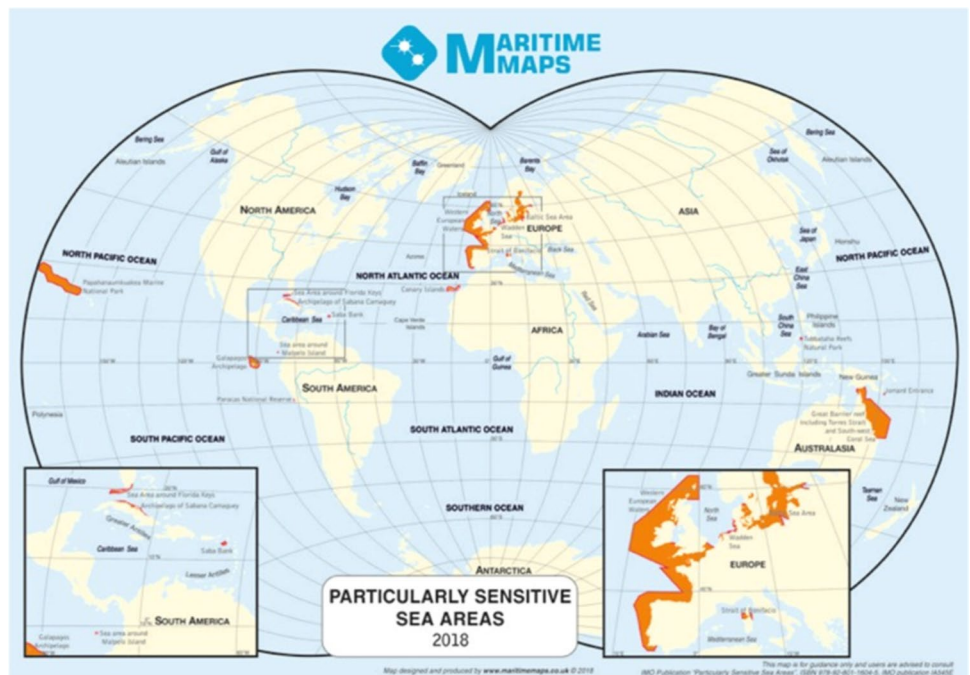 MARITIME
MAPS
Bering Sea
Aleutian Islands
Gulf of
Alaska
Baffin
Bay
Greenland
Barents
Bay
Bering Sea
Sea of
Okhotsk
Aleutian Islands
Hudson
Bay
Iceland
NORTH AMERICA
Western
European
Waters
North
Sea
Baltic Sea Area
Wadden
Sea
EUROPE
ASIA
Sea of
Japan
Honshu
NORTH PACIFIC OCEAN
Azores
Strait of Bonifacio
Black Sea
Mediterranean Sea
NORTH PACIFIC OCEAN
NORTH ATLANTIC OCEAN
East
China
Sea
Papahanaumokuakea Marine
National Park
Canary Islands
Sea Area around Florida Keys
Archipelago of Sabana Camaguey
Red Sea
Caribbean Sea
Saba Bank
Cape Verde
Islands
AFRICA
Arabian Sea
Bay of
Bengal
South
China
Sea
Philippine
Islands
Tubbataha Reefs
Natural Park
Sea area around
Malpelo Island
Galapagos
Archipelago
Gulf of
Guinea
Greater Sunda Islands
New Guinea
SOUTH AMERICA
INDIAN OCEAN
Jomard Entrance
Paracas National Reserve
Polynesia
Great Barrier reef
including Torres Strait
and South-west
Coral Sea
SOUTH PACIFIC OCEAN
SOUTH ATLANTIC OCEAN
AUSTRALASIA
Tasman
Sea
New
Zealand
SOUTHERN OCEAN
ANTARCTICA
Gulf of Mexico
Sea Area around Florida Keys
Archipelago of Sabana Camaguey
Greater Antilles
Caribbean Sea
Saba Bank
Lesser Antilles
SOUTH AMERICA
Sea area around
Malpelo Island
Galapagos
Archipelago
Western
European
Waters
North
Sea
Sea Area
Wadden
Sea
EUROPE
Strait of Bonifacio
Mediterranean Sea
PARTICULARLY SENSITIVE
SEA AREAS
2018
Map designed and produced by www.maritimemaps.co.uk © 2018
This map is for guidance only and users are advised to consult
IMO Publication "Particularly Sensitive Sea Areas",